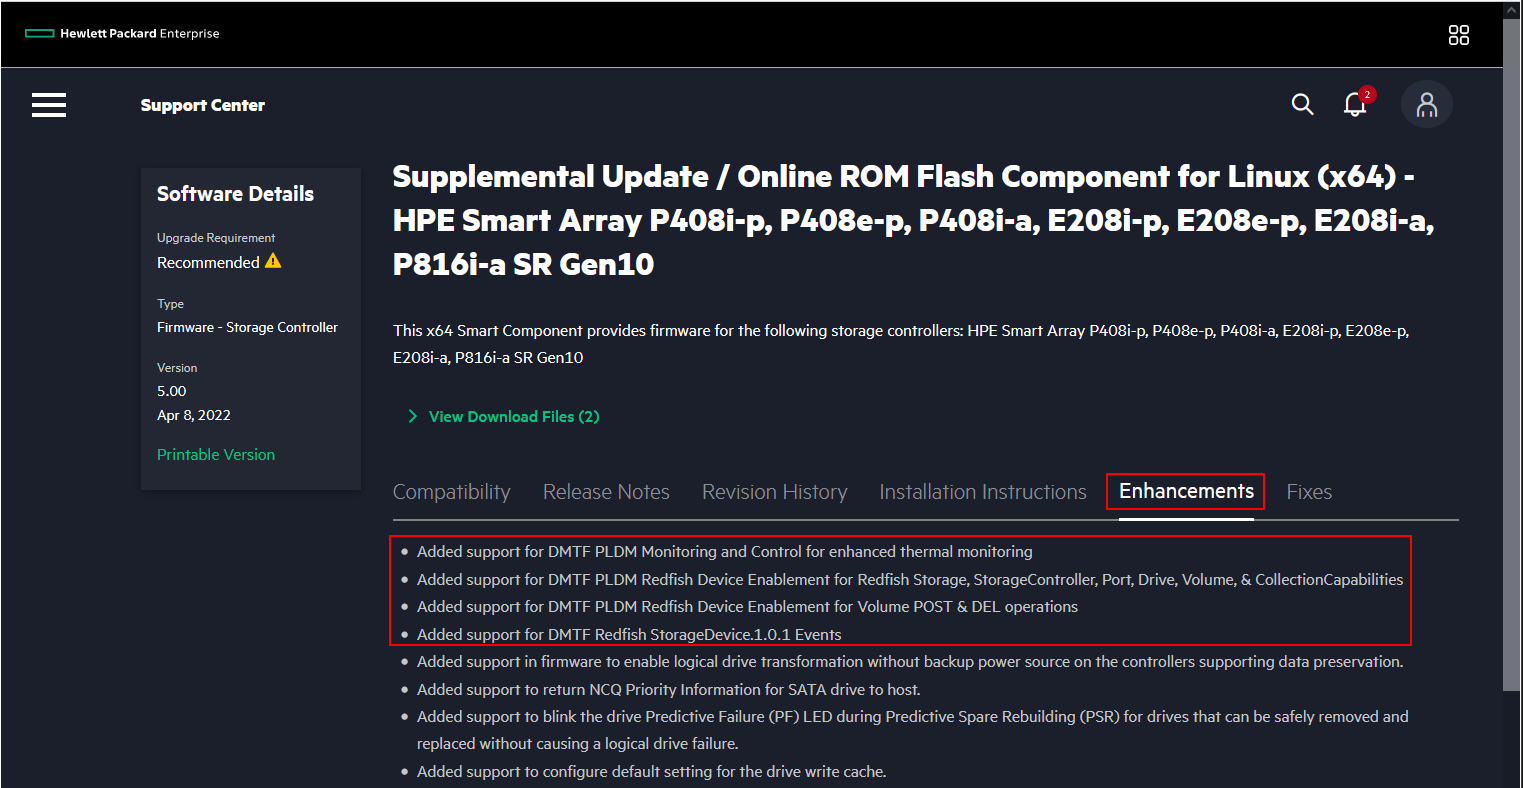 Hewlett Packard Enterprise
Support Center
2
Software Details
Upgrade Requirement
Recommended
Type
Firmware - Storage Controller
Version
5.00
Apr 8, 2022
Printable Version
Supplemental Update / Online ROM Flash Component for Linux (x64) -
HPE Smart Array P408i-p, P408e-p, P408i-a, E208i-p, E208e-p, E208i-a,
P816i-a SR Gen10
This x64 Smart Component provides firmware for the following storage controllers: HPE Smart Array P408i-p, P408e-p, P408i-a, E208i-p, E208e-p,
E208i-a, P816i-a SR Gen10
View Download Files (2)
Compatibility Release Notes Revision History Installation Instructions Enhancements Fixes
• Added support for DMTF PLDM Monitoring and Control for enhanced thermal monitoring
• Added support for DMTF PLDM Redfish Device Enablement for Redfish Storage, StorageController, Port, Drive, Volume, & CollectionCapabilities
• Added support for DMTF PLDM Redfish Device Enablement for Volume POST & DEL operations
• Added support for DMTF Redfish StorageDevice.1.0.1 Events
• Added support in firmware to enable logical drive transformation without backup power source on the controllers supporting data preservation.
• Added support to return NCQ Priority Information for SATA drive to host.
• Added support to blink the drive Predictive Failure (PF) LED during Predictive Spare Rebuilding (PSR) for drives that can be safely removed and
replaced without causing a logical drive failure.
• Added support to configure default setting for the drive write cache.